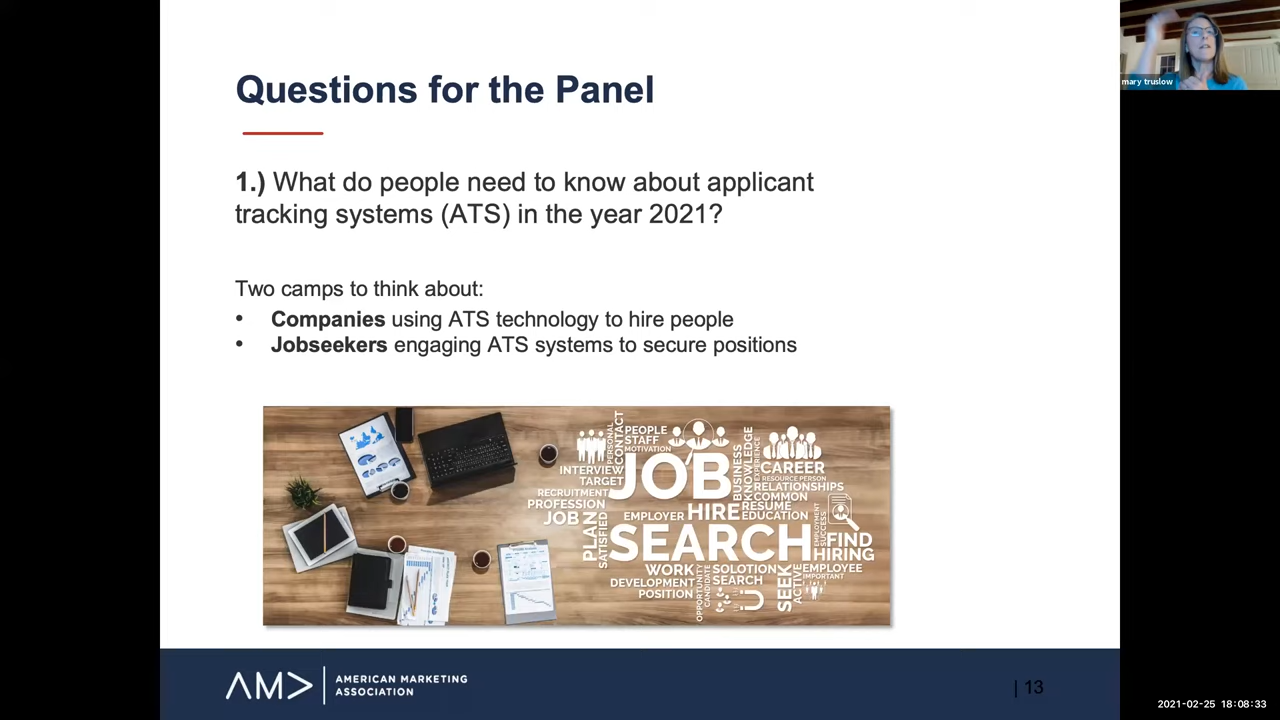 Questions for the Panel
mary truslow
1.) What do people need to know about applicant
tracking systems (ATS) in the year 2021?
Two camps to think about:
• Companies using ATS technology to hire people
• Jobseekers engaging ATS systems to secure positions
PERSONAL
CONTACT
PEOPLE
STAFF
MOTIVATION
INTERVIEW
TARGET
JOB
BUSINESS
KNOWLEDGE
EXPERIENCE
CAREER
RESOURCE PERSON
RELATIONSHIPS
COMMON
RESUME
EDUCATION
RECRUITMENT
PROFESSION
JOB
PLAN
SATISFIED
EMPLOYER
HIRE
SEARCH
EMPLOYMENT
SUCCESS
FIND
HIRING
WORK
DEVELOPMENT
POSITION
OPPORTUNITY
CANDIDATE
SOLUTION
SEARCH
SEEK
ACTIVE
EMPLOYEE
IMPORTANT
AMERICAN MARKETING
ASSOCIATION
| 13
2021-02-25 18:08:33